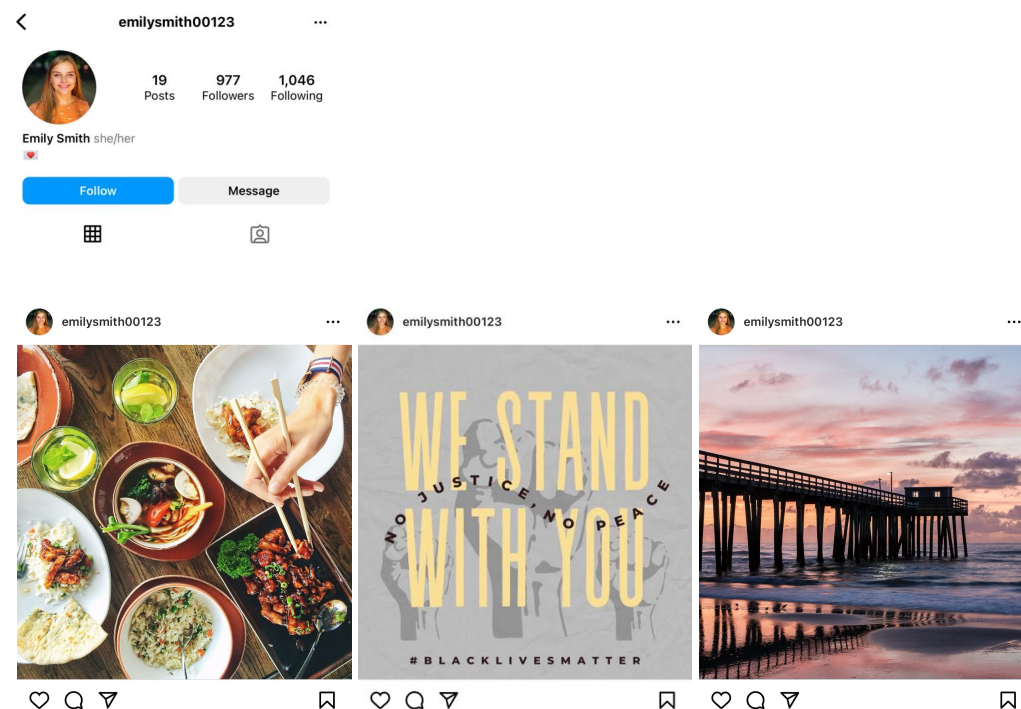 emilysmith00123
19 977 1,046
Posts Followers Following
Emily Smith she/her
Follow Message
emilysmith00123 emilysmith00123 emilysmith00123
WE STAND
NO JUSTICE, NO PEACE
WITH YOU
#BLACKLIVESMATTER